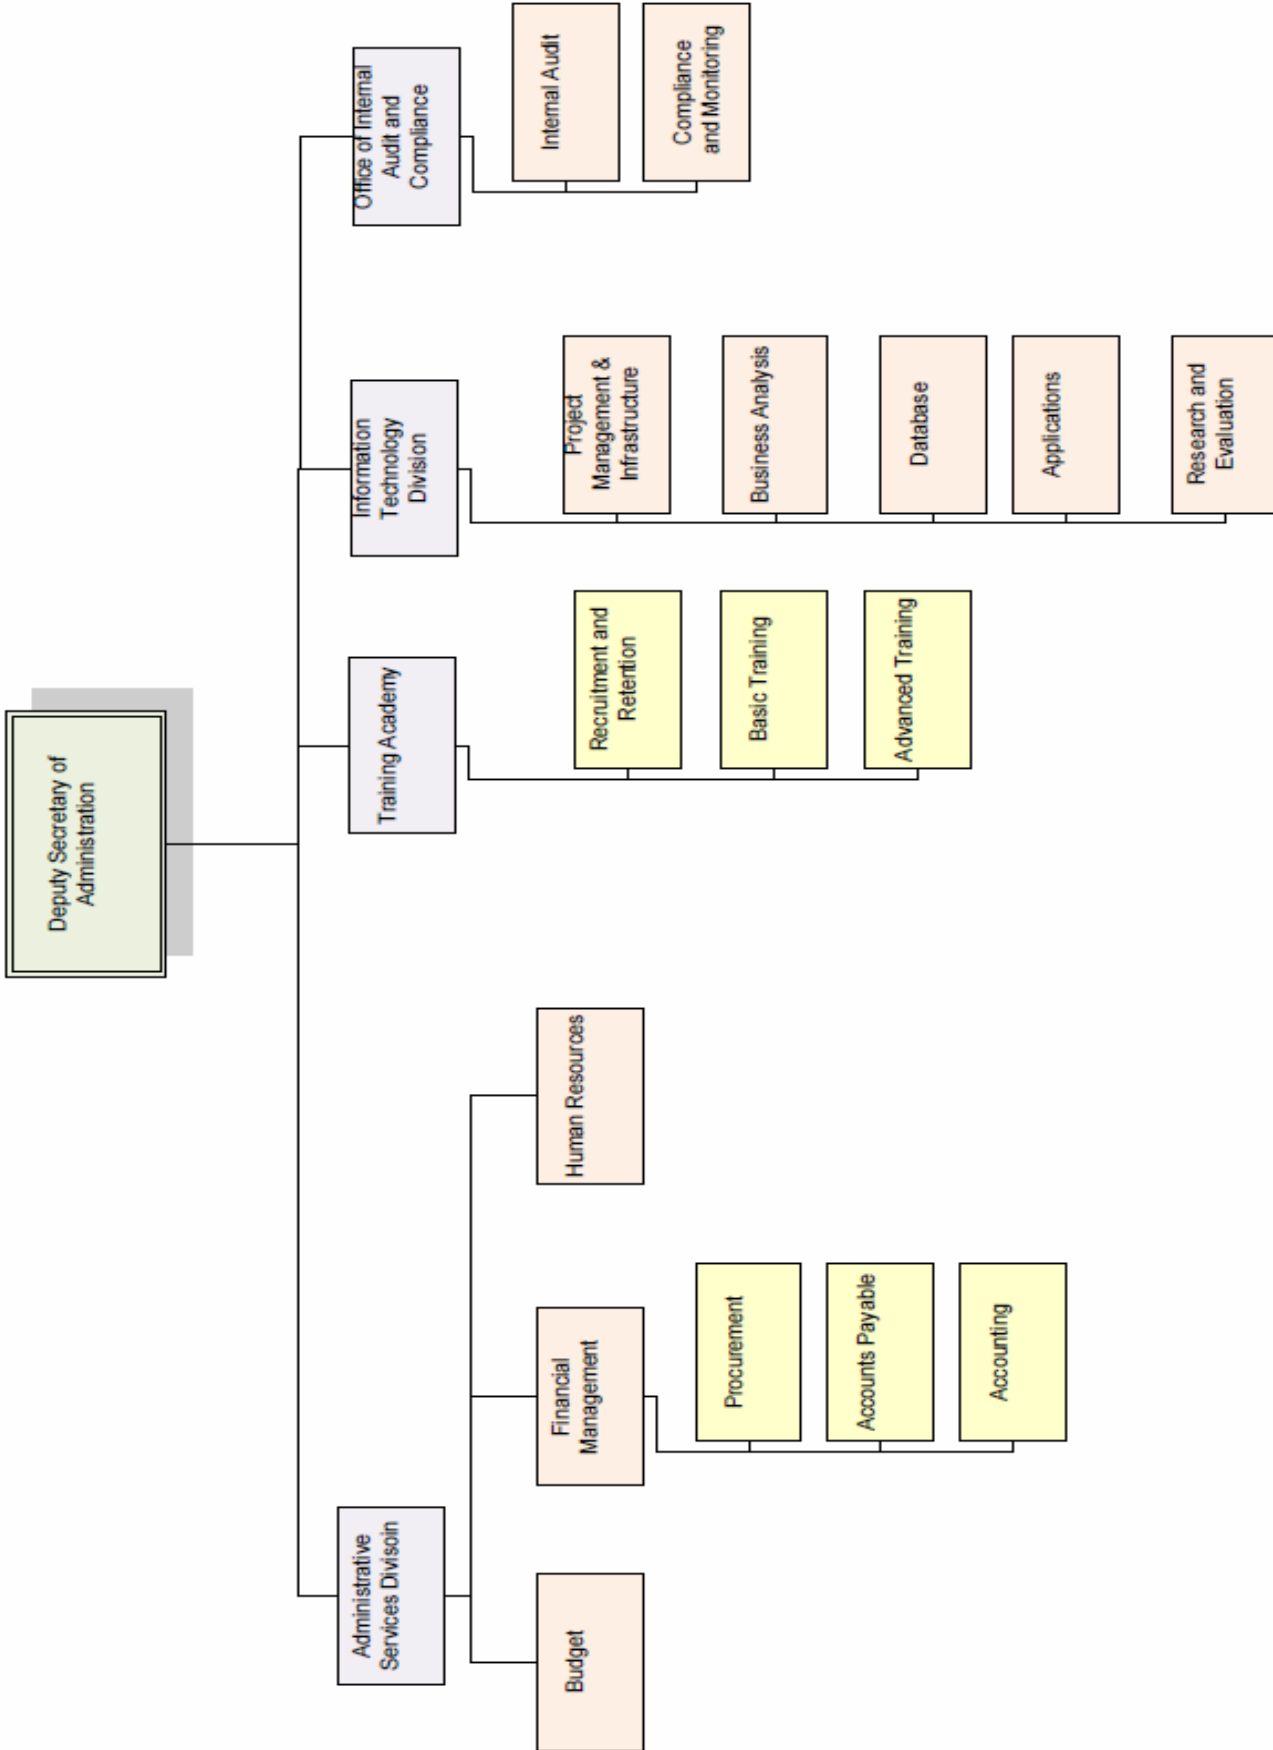 Deputy Secretary of
Administration
Administrative
Services Divisoin
Training Academy
Information
Technology
Division
Office of Internal
Audit and
Compliance
Budget
Financial
Management
Human Resources
Procurement
Accounts Payable
Accounting
Recruitment and
Retention
Basic Training
Advanced Training
Project
Management &
Infrastructure
Business Analysis
Database
Applications
Research and
Evaluation
Internal Audit
Compliance
and Monitoring